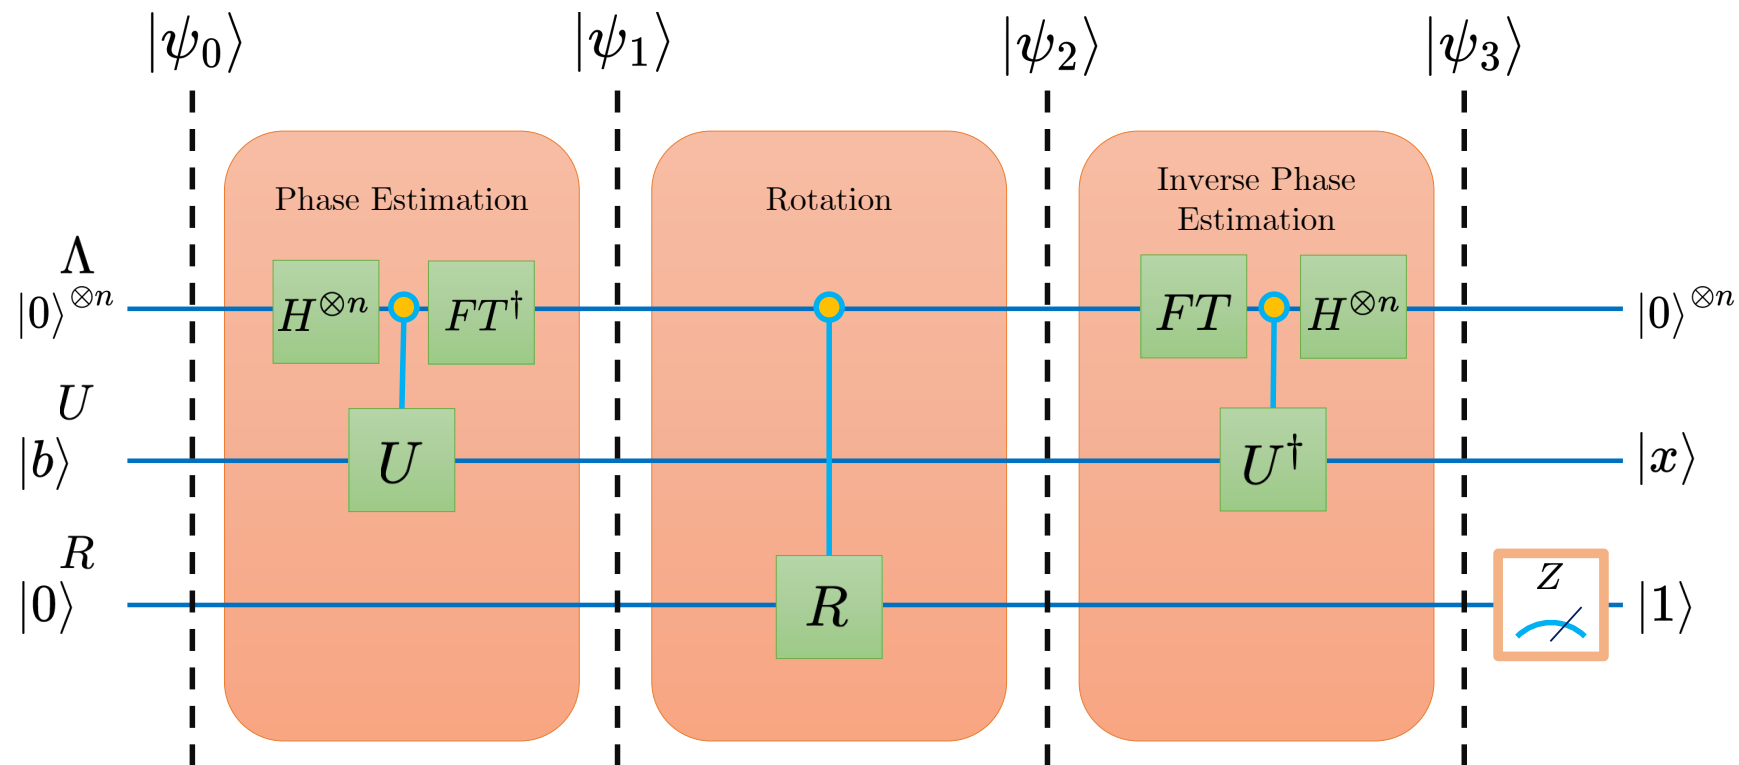 |ψ₀⟩ |ψ₁⟩ |ψ₂⟩ |ψ₃⟩
Phase Estimation
Rotation
Inverse Phase
Estimation
Λ
|0⟩^{⊗n} H^{⊗n} FT^† FT H^{⊗n} |0⟩^{⊗n}
U
|b⟩ U U^† |x⟩
R
|0⟩ R Z |1⟩